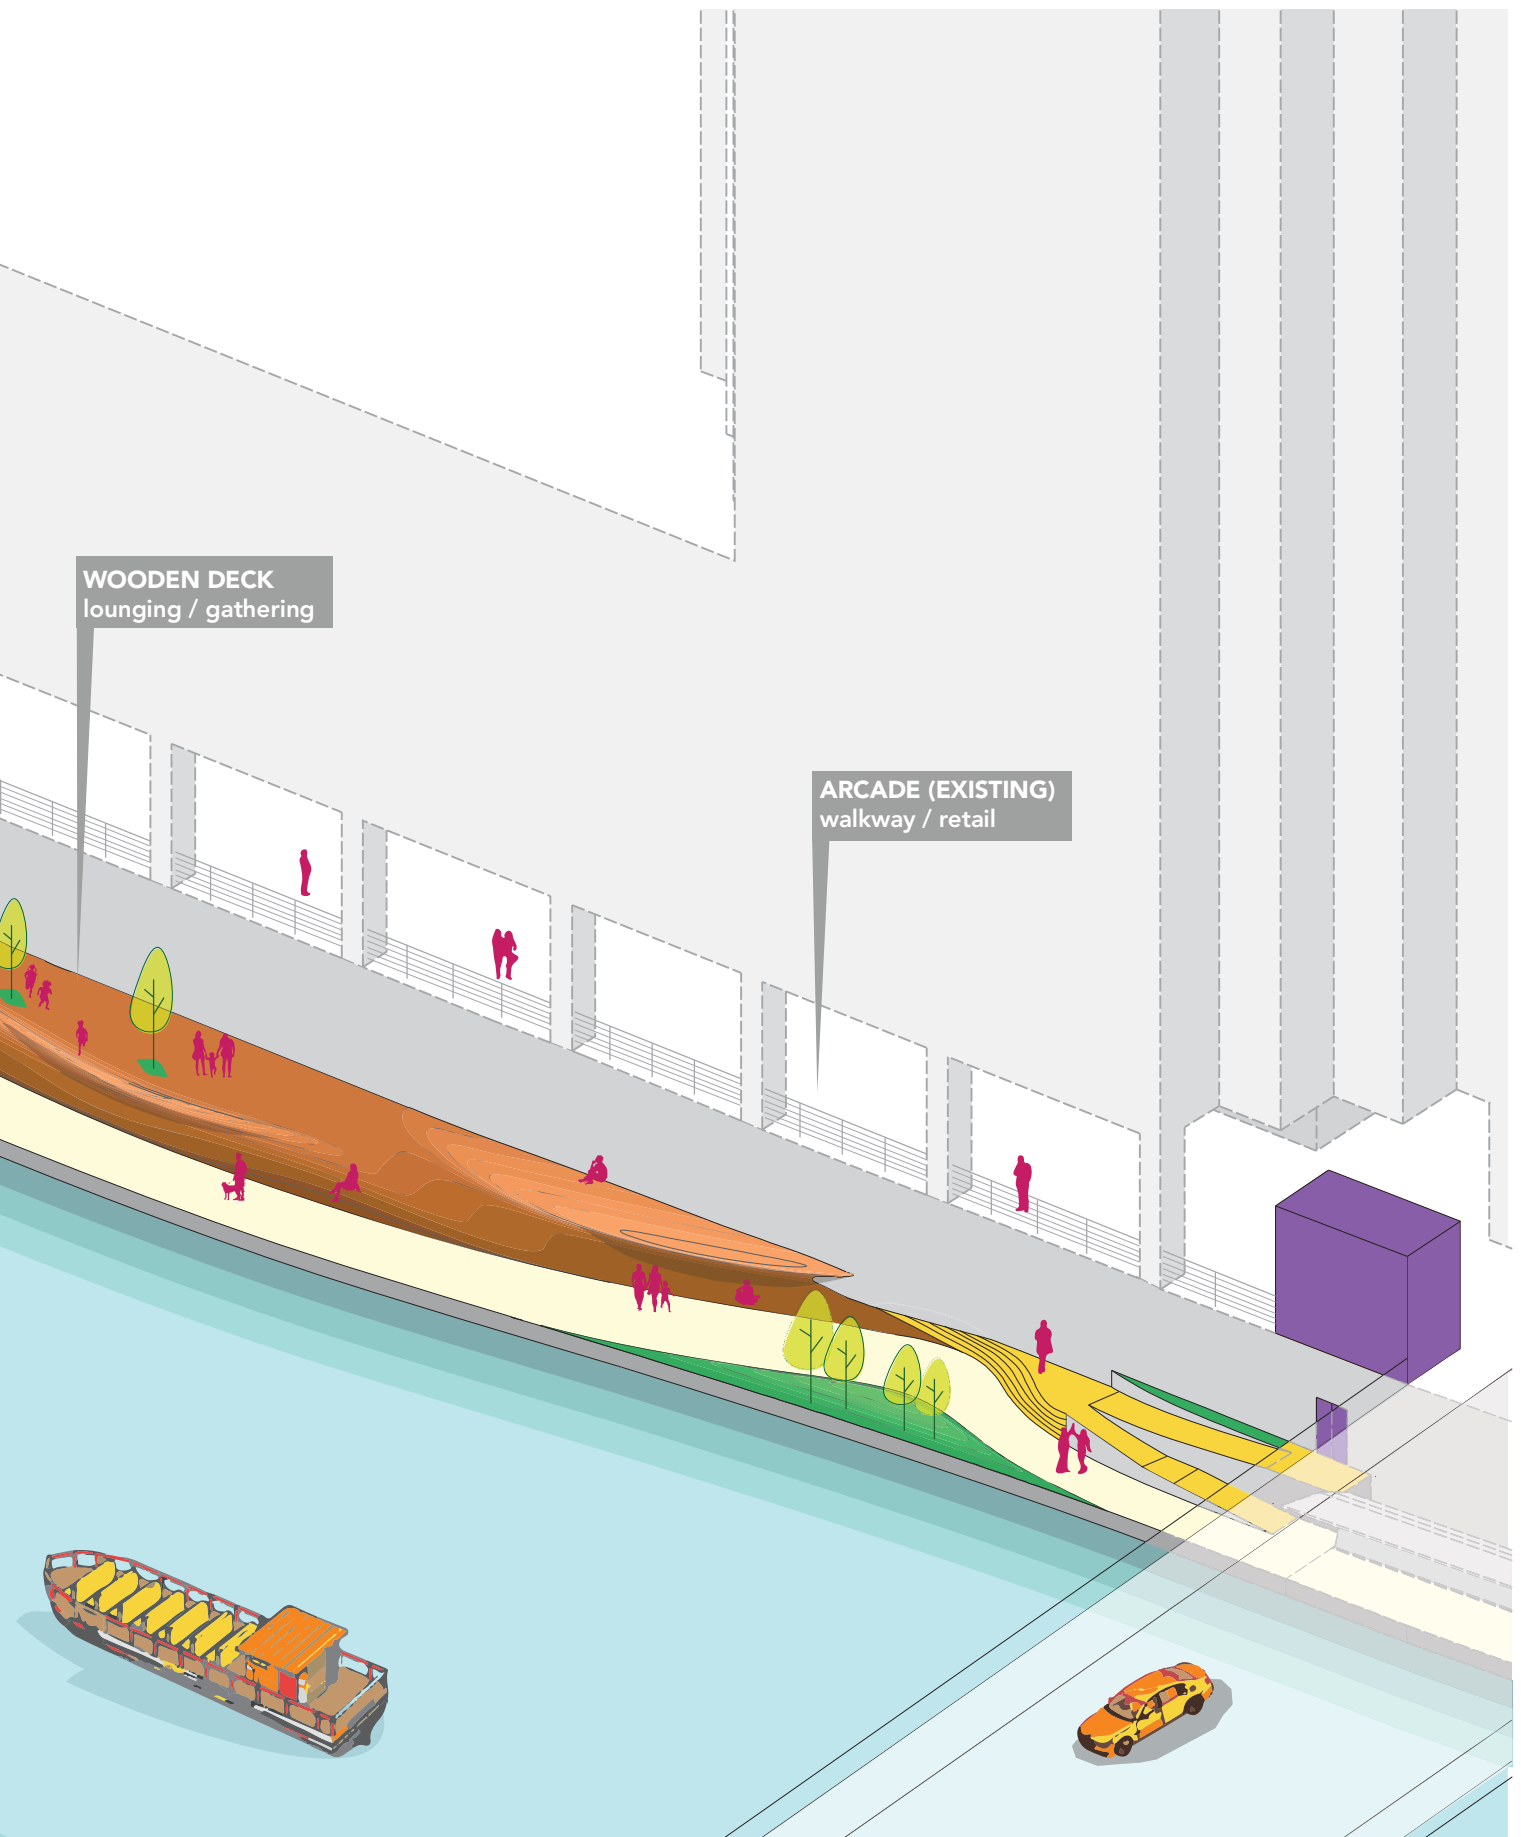 WOODEN DECK
lounging / gathering
ARCADE (EXISTING)
walkway / retail